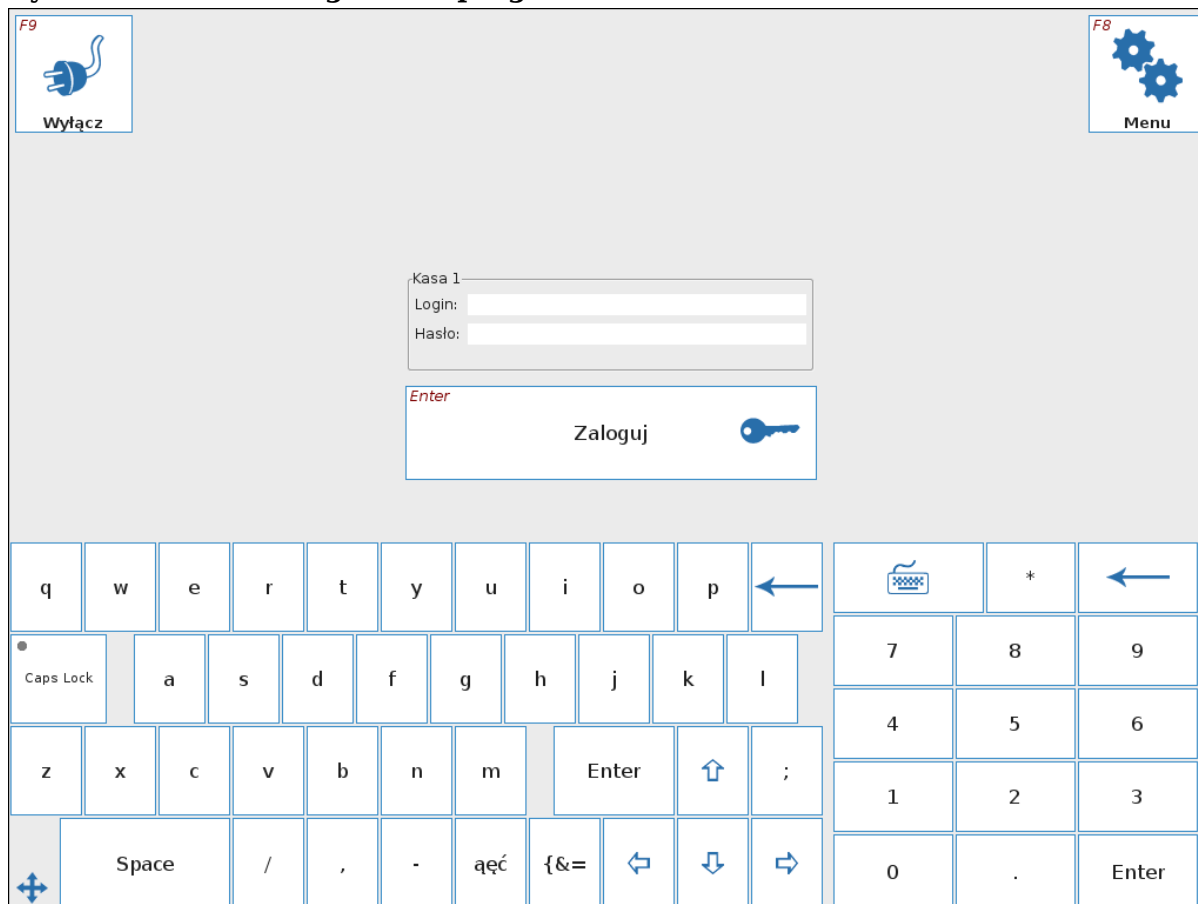 F9
Wyłącz
F8
Menu
Kasa 1
Login:
Hasło:
Enter
Zaloguj
q w e r t y u i o p
Caps Lock a s d f g h j k l
z x c v b n m Enter ;
Space / , - ąęć {&=
*
7 8 9
4 5 6
1 2 3
0 . Enter